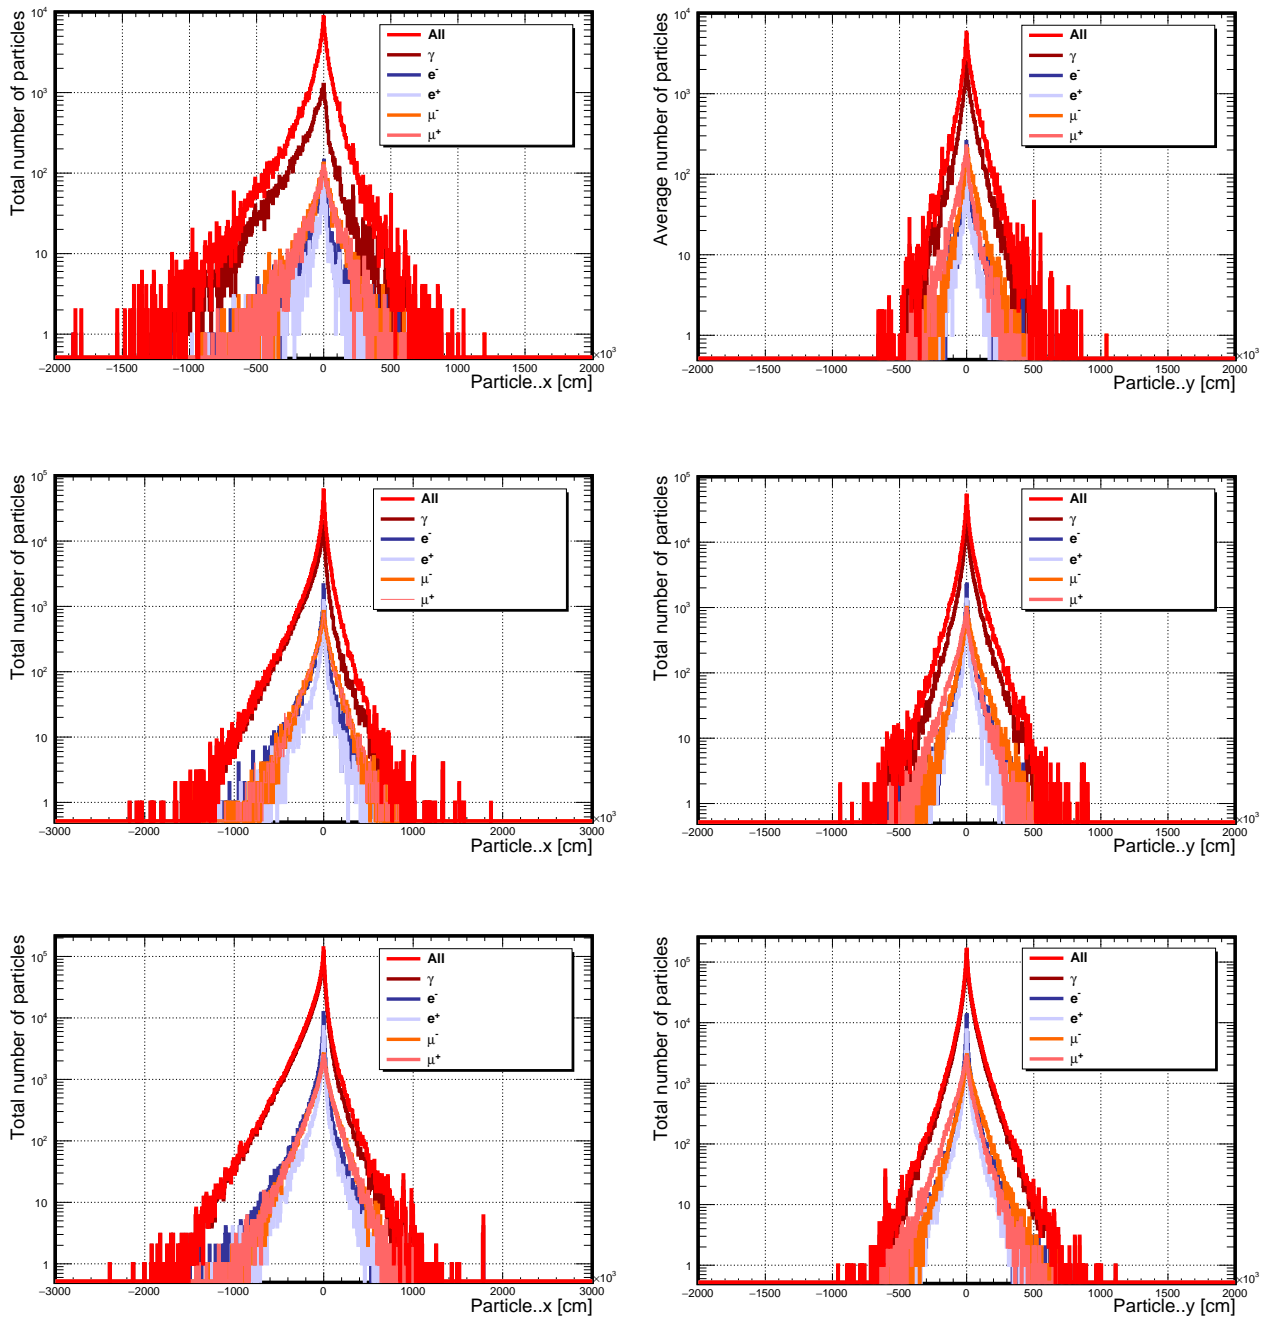 Total number of particles
10⁴
10³
10²
10
1
All
γ
e⁻
e⁺
μ⁻
μ⁺
−2000 −1500 −1000 −500 0 500 1000 1500 2000
×10³
Particle..x [cm]
Average number of particles
10⁴
10³
10²
10
1
All
γ
e⁻
e⁺
μ⁻
μ⁺
−2000 −1500 −1000 −500 0 500 1000 1500 2000
×10³
Particle..y [cm]
Total number of particles
10⁵
10⁴
10³
10²
10
1
All
γ
e⁻
e⁺
μ⁻
μ⁺
−3000 −2000 −1000 0 1000 2000 3000
×10³
Particle..x [cm]
Total number of particles
10⁵
10⁴
10³
10²
10
1
All
γ
e⁻
e⁺
μ⁻
μ⁺
−2000 −1500 −1000 −500 0 500 1000 1500 2000
×10³
Particle..y [cm]
Total number of particles
10⁵
10⁴
10³
10²
10
1
All
γ
e⁻
e⁺
μ⁻
μ⁺
−3000 −2000 −1000 0 1000 2000 3000
×10³
Particle..x [cm]
Total number of particles
10⁵
10⁴
10³
10²
10
1
All
γ
e⁻
e⁺
μ⁻
μ⁺
−2000 −1500 −1000 −500 0 500 1000 1500 2000
×10³
Particle..y [cm]